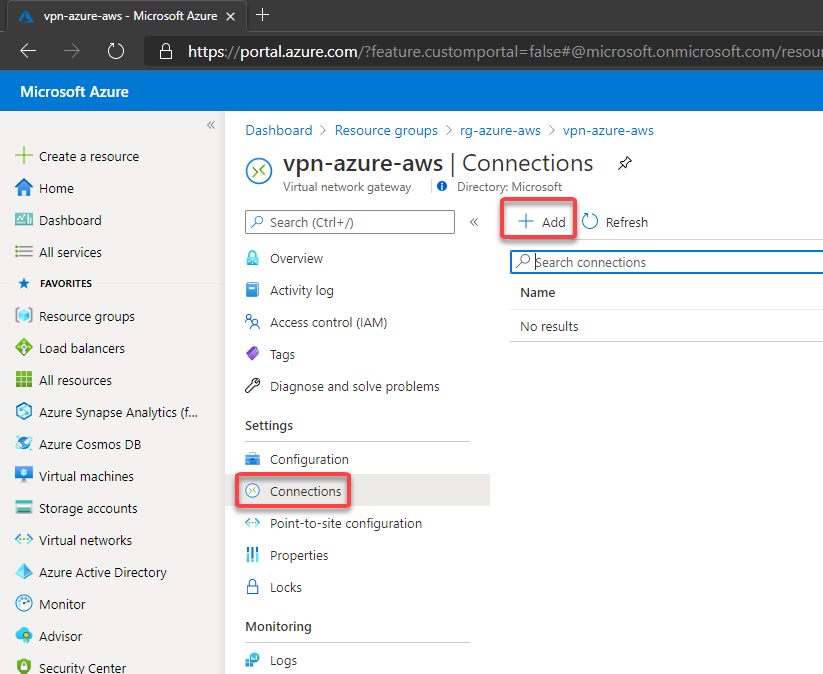 vpn-azure-aws - Microsoft Azure
https://portal.azure.com/?feature.customportal=false#@microsoft.onmicrosoft.com/resou
Microsoft Azure
Create a resource
Home
Dashboard
All services
FAVORITES
Resource groups
Load balancers
All resources
Azure Synapse Analytics (f...
Azure Cosmos DB
Virtual machines
Storage accounts
Virtual networks
Azure Active Directory
Monitor
Advisor
Security Center
Dashboard > Resource groups > rg-azure-aws > vpn-azure-aws
vpn-azure-aws | Connections
Virtual network gateway
Directory: Microsoft
Search (Ctrl+/)
Overview
Activity log
Access control (IAM)
Tags
Diagnose and solve problems
Settings
Configuration
Connections
Point-to-site configuration
Properties
Locks
Monitoring
Logs
Add
Refresh
Search connections
Name
No results